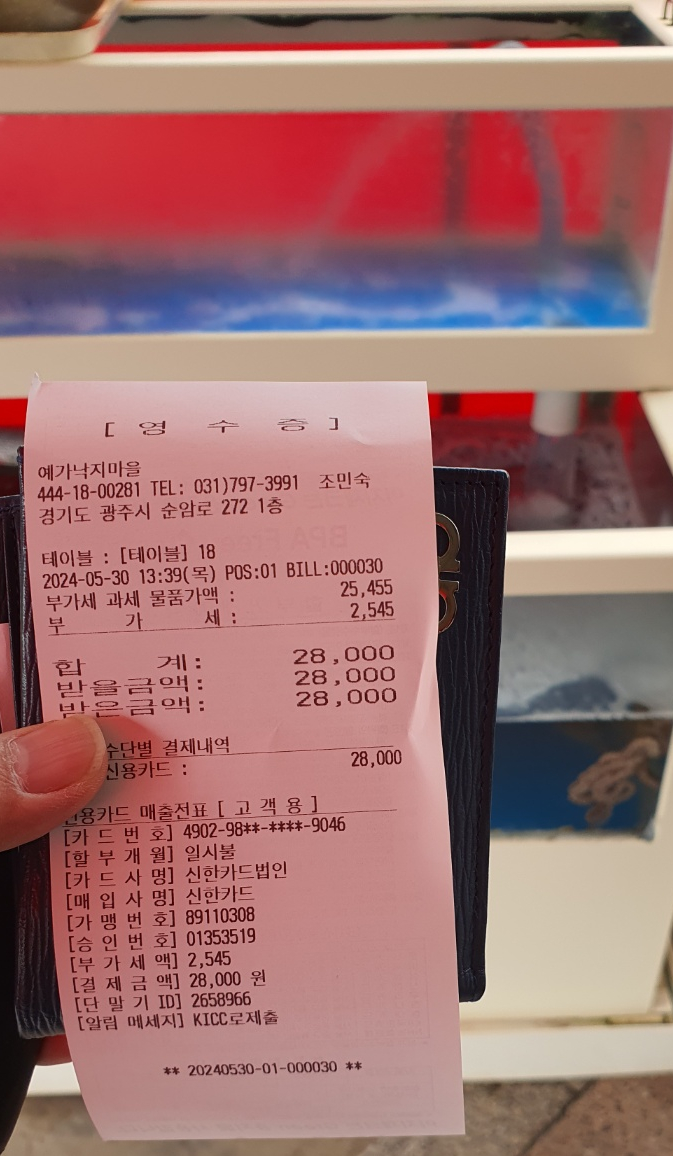 [ 영 수 증 ]
예가낙지마을
444-18-00281 TEL: 031)797-3991 조민숙
경기도 광주시 순암로 272 1층
테이블 : [테이블] 18
2024-05-30 13:39(목) POS:01 BILL:000030
부가세 과세 물품가액 : 25,455
부 가 세 : 2,545
합 계: 28,000
받을금액: 28,000
받은금액: 28,000
수단별 결제내역
신용카드 : 28,000
신용카드 매출전표 [ 고 객 용 ]
[카 드 번 호] 4902-98**-****-9046
[할 부 개 월] 일시불
[카 드 사 명] 신한카드법인
[매 입 사 명] 신한카드
[가 맹 번 호] 89110308
[승 인 번 호] 01353519
[부 가 세 액] 2,545
[결 제 금 액] 28,000 원
[단 말 기 ID] 2658966
[알림 메세지] KICC로제출
** 20240530-01-000030 **